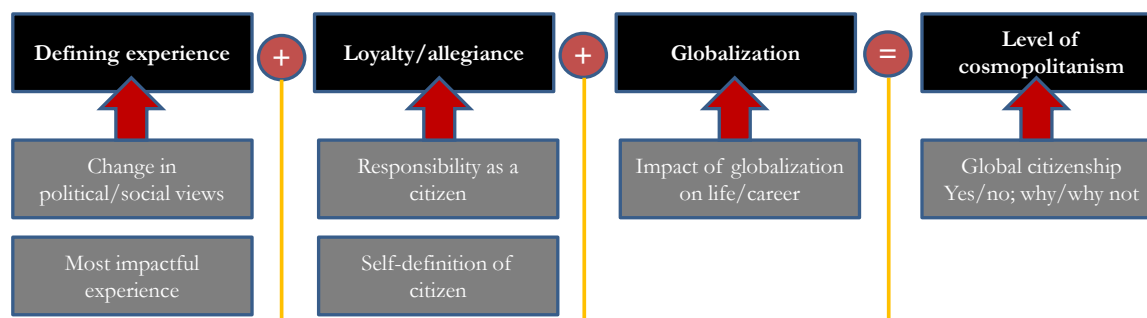 Defining experience
+
Loyalty/allegiance
+
Globalization
=
Level of
cosmopolitanism
Change in
political/social views
Responsibility as a
citizen
Impact of globalization
on life/career
Global citizenship
Yes/no; why/why not
Most impactful
experience
Self-definition of
citizen